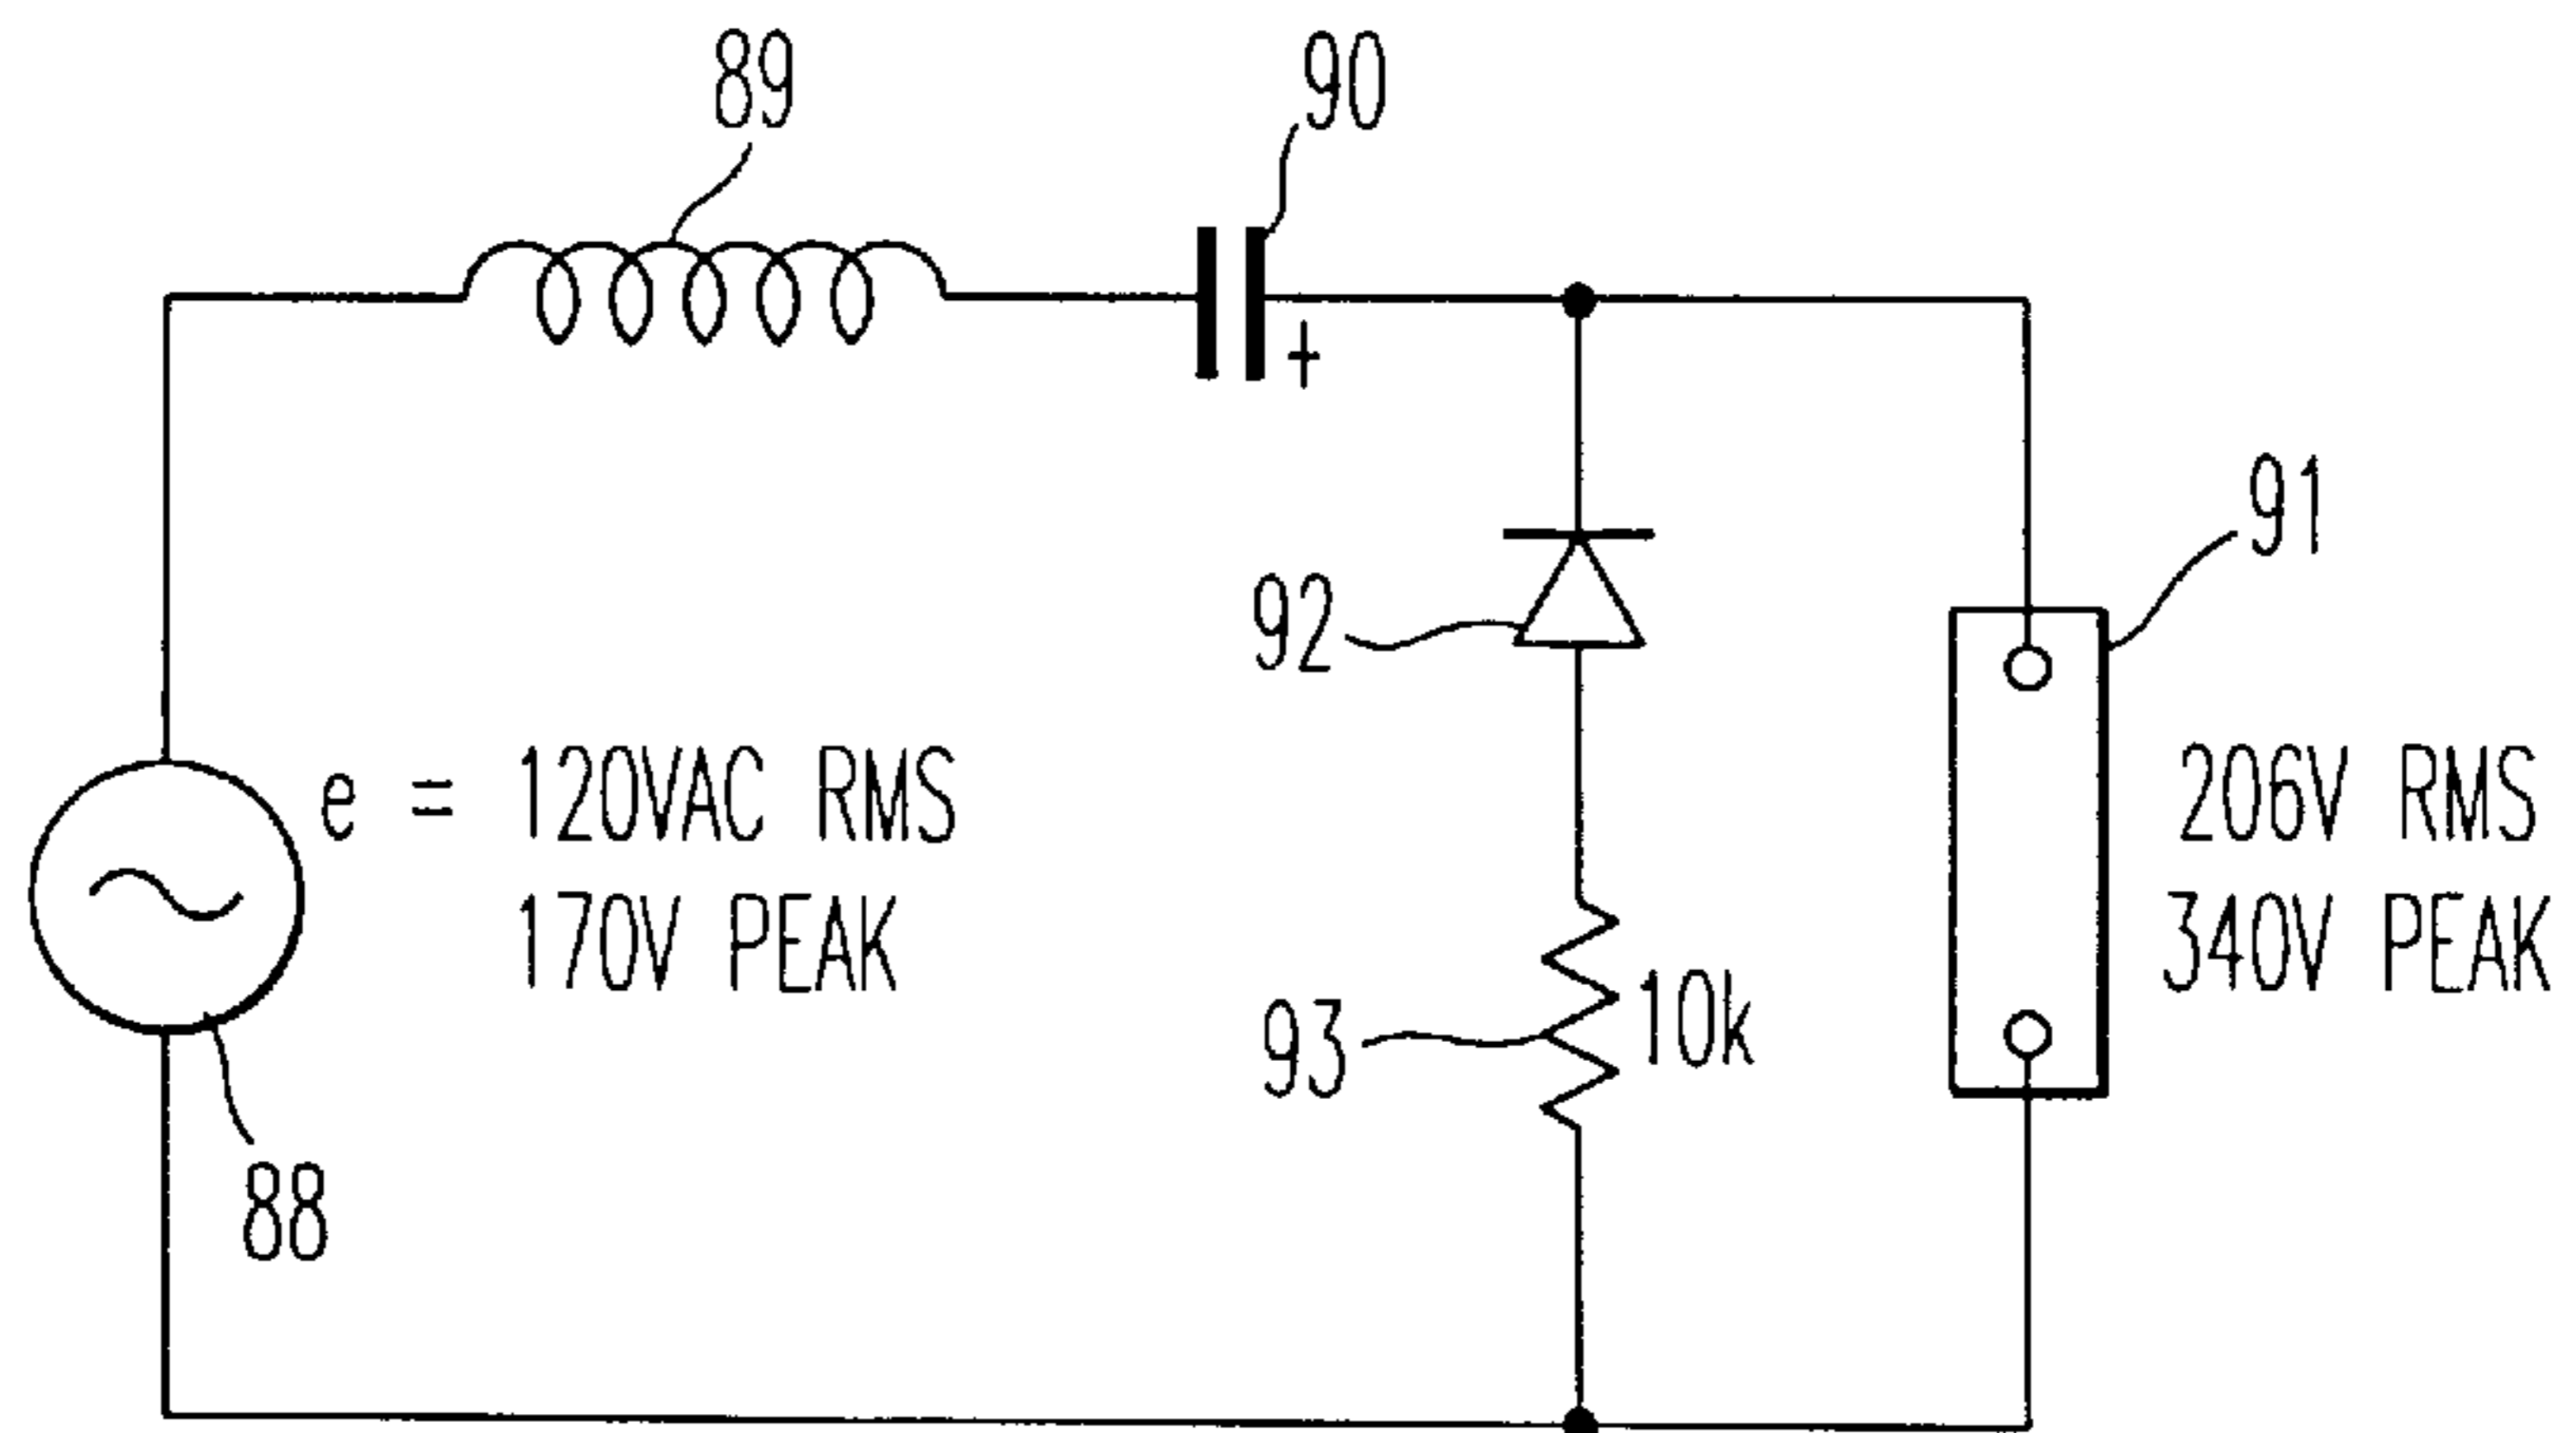 89
90
+
91
92
e = 120VAC RMS
170V PEAK
206V RMS
340V PEAK
93
10k
88